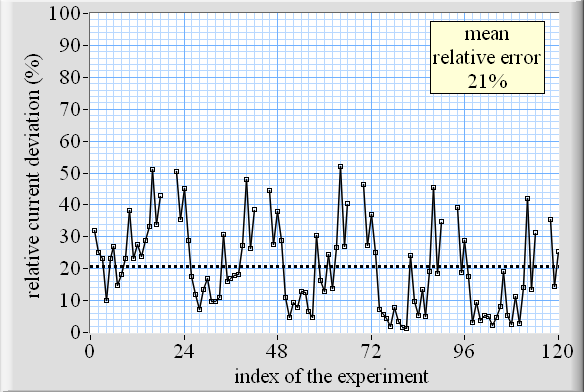 100
90
80
70
60
50
40
30
20
10
0
relative current deviation (%)
mean
relative error
21%
0 24 48 72 96 120
index of the experiment